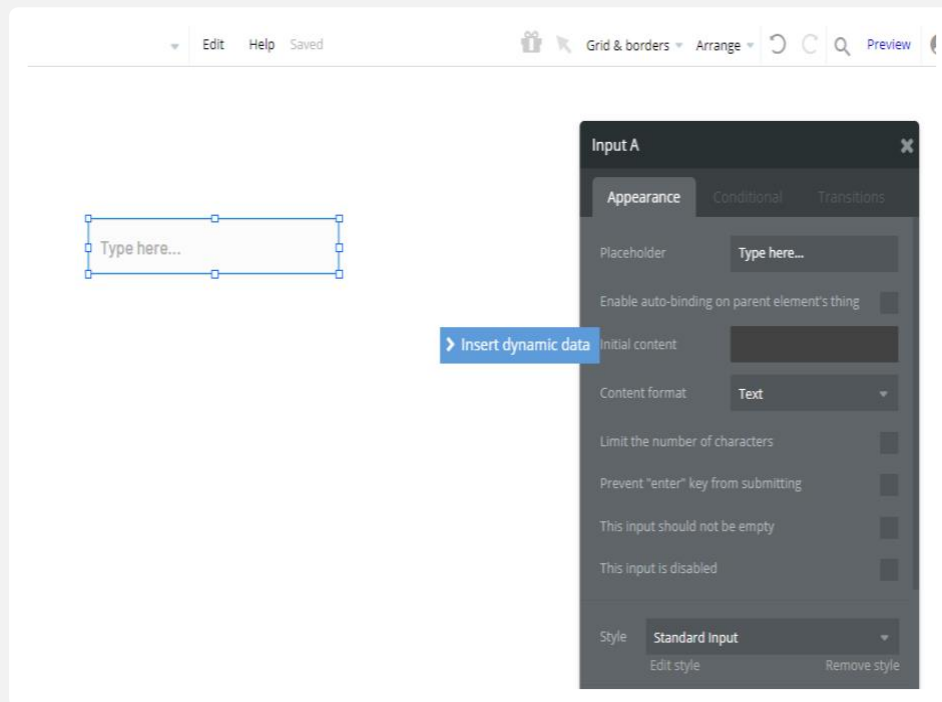 Edit Help Saved Grid & borders Arrange Preview
Input A
Appearance Conditional Transitions
Type here...
Placeholder Type here...
Enable auto-binding on parent element's thing
Insert dynamic data Initial content
Content format Text
Limit the number of characters
Prevent "enter" key from submitting
This input should not be empty
This input is disabled
Style Standard Input
Edit style Remove style